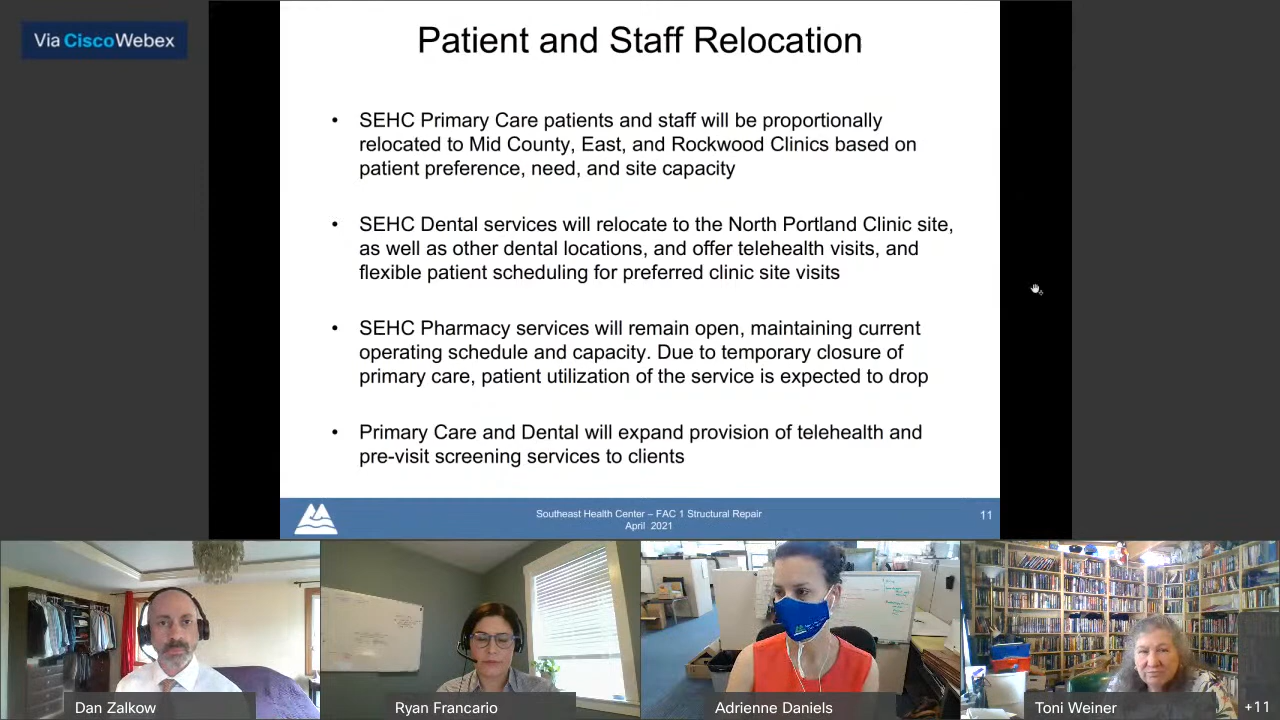 Via Cisco Webex
Patient and Staff Relocation
• SEHC Primary Care patients and staff will be proportionally
relocated to Mid County, East, and Rockwood Clinics based on
patient preference, need, and site capacity
• SEHC Dental services will relocate to the North Portland Clinic site,
as well as other dental locations, and offer telehealth visits, and
flexible patient scheduling for preferred clinic site visits
• SEHC Pharmacy services will remain open, maintaining current
operating schedule and capacity. Due to temporary closure of
primary care, patient utilization of the service is expected to drop
• Primary Care and Dental will expand provision of telehealth and
pre-visit screening services to clients
Southeast Health Center – FAC 1 Structural Repair
April 2021
11
Dan Zalkow
Ryan Francario
Adrienne Daniels
Toni Weiner
+11